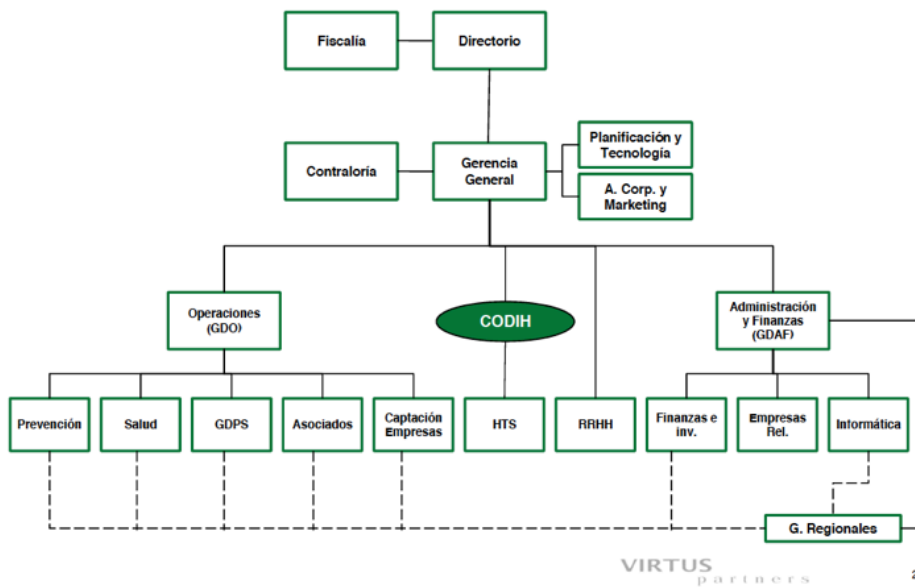 Fiscalía
Directorio
Contraloría
Gerencia
General
Planificación y
Tecnología
A. Corp. y
Marketing
Operaciones
(GDO)
CODIH
Administración
y Finanzas
(GDAF)
Prevención
Salud
GDPS
Asociados
Captación
Empresas
HTS
RRHH
Finanzas e
inv.
Empresas
Rel.
Informática
G. Regionales
VIRTUS
partners